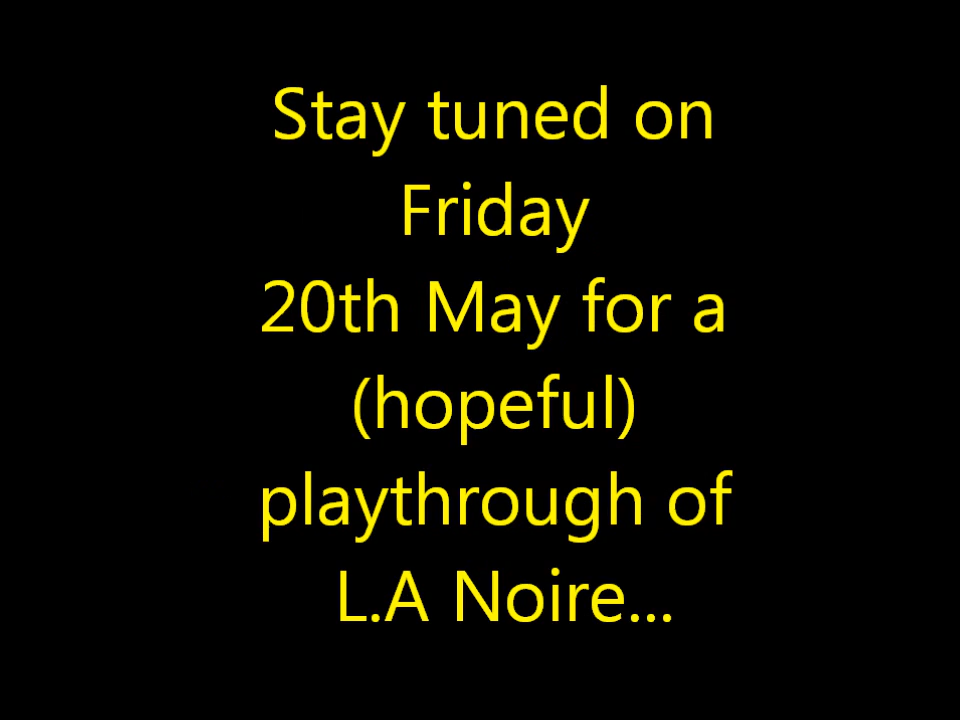 Stay tuned on
Friday
20th May for a
(hopeful)
playthrough of
L.A Noire...